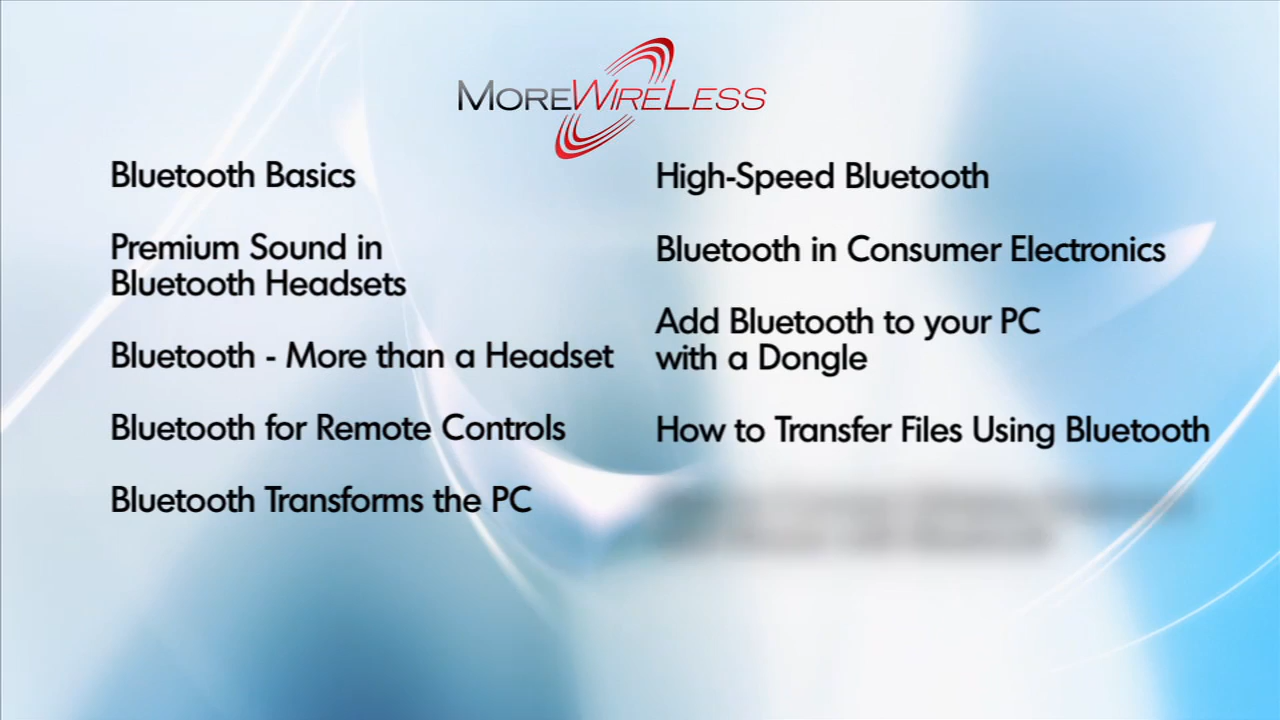 MOREWIRELESS
Bluetooth Basics
Premium Sound in
Bluetooth Headsets
Bluetooth - More than a Headset
Bluetooth for Remote Controls
Bluetooth Transforms the PC
High-Speed Bluetooth
Bluetooth in Consumer Electronics
Add Bluetooth to your PC
with a Dongle
How to Transfer Files Using Bluetooth